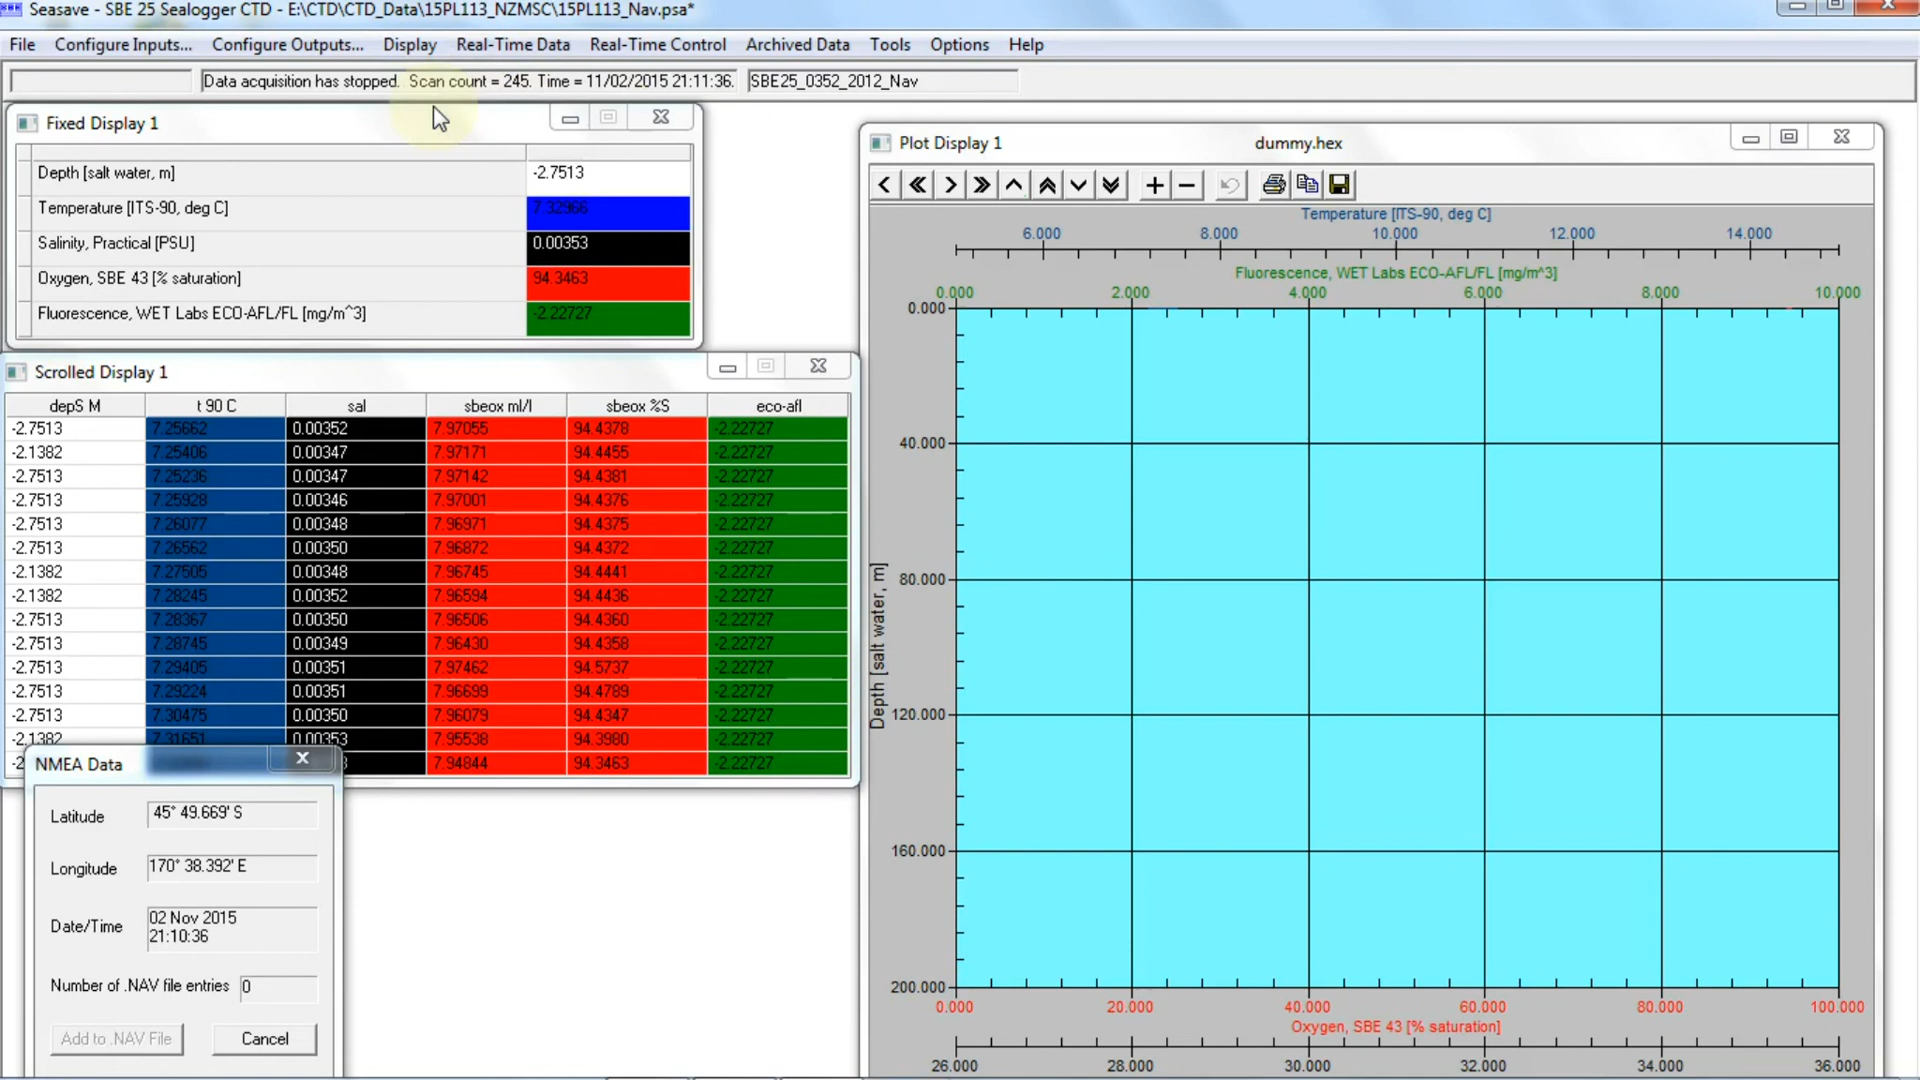 Seasave - SBE 25 Sealogger CTD - E:\CTD\CTD_Data\15PL113_NZMSC\15PL113_Nav.psa*
File Configure Inputs... Configure Outputs... Display Real-Time Data Real-Time Control Archived Data Tools Options Help
Data acquisition has stopped. Scan count = 245. Time = 11/02/2015 21:11:36. SBE25_0352_2012_Nav
Fixed Display 1
Depth [salt water, m] -2.7513
Temperature [ITS-90, deg C] 7.32966
Salinity, Practical [PSU] 0.00353
Oxygen, SBE 43 [% saturation] 94.3463
Fluorescence, WET Labs ECO-AFL/FL [mg/m^3] -2.22727
Scrolled Display 1
depS M t 90 C sal sbeox ml/l sbeox %S eco-afl
-2.7513 7.25662 0.00352 7.97055 94.4378 -2.22727
-2.1382 7.25406 0.00347 7.97171 94.4455 -2.22727
-2.7513 7.25236 0.00347 7.97142 94.4381 -2.22727
-2.7513 7.25928 0.00346 7.97001 94.4376 -2.22727
-2.7513 7.26077 0.00348 7.96971 94.4375 -2.22727
-2.7513 7.26562 0.00350 7.96872 94.4372 -2.22727
-2.1382 7.27505 0.00348 7.96745 94.4441 -2.22727
-2.1382 7.28245 0.00352 7.96594 94.4436 -2.22727
-2.7513 7.28367 0.00350 7.96506 94.4360 -2.22727
-2.7513 7.28745 0.00349 7.96430 94.4358 -2.22727
-2.7513 7.29405 0.00351 7.97462 94.5737 -2.22727
-2.7513 7.29224 0.00351 7.96699 94.4789 -2.22727
-2.7513 7.30475 0.00350 7.96079 94.4347 -2.22727
-2.1382 7.31651 0.00353 7.95538 94.3980 -2.22727
7.94844 94.3463 -2.22727
NMEA Data
Latitude 45° 49.669' S
Longitude 170° 38.392' E
Date/Time 02 Nov 2015
21:10:36
Number of .NAV file entries 0
Add to .NAV File Cancel
Plot Display 1 dummy.hex
Temperature [ITS-90, deg C]
6.000 8.000 10.000 12.000 14.000
Fluorescence, WET Labs ECO-AFL/FL [mg/m^3]
0.000 2.000 4.000 6.000 8.000 10.000
0.000
40.000
80.000
120.000
160.000
200.000
Depth [salt water, m]
0.000 20.000 40.000 60.000 80.000 100.000
Oxygen, SBE 43 [% saturation]
26.000 28.000 30.000 32.000 34.000 36.000